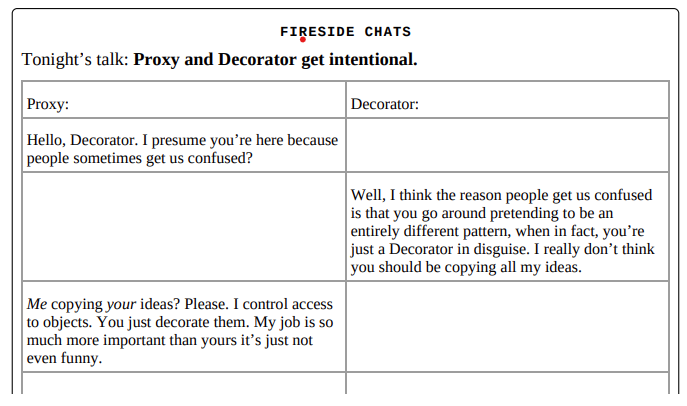 FIRESIDE CHATS
Tonight’s talk: Proxy and Decorator get intentional.
Proxy:
Decorator:
Hello, Decorator. I presume you’re here because
people sometimes get us confused?
Well, I think the reason people get us confused
is that you go around pretending to be an
entirely different pattern, when in fact, you’re
just a Decorator in disguise. I really don’t think
you should be copying all my ideas.
Me copying your ideas? Please. I control access
to objects. You just decorate them. My job is so
much more important than yours it’s just not
even funny.